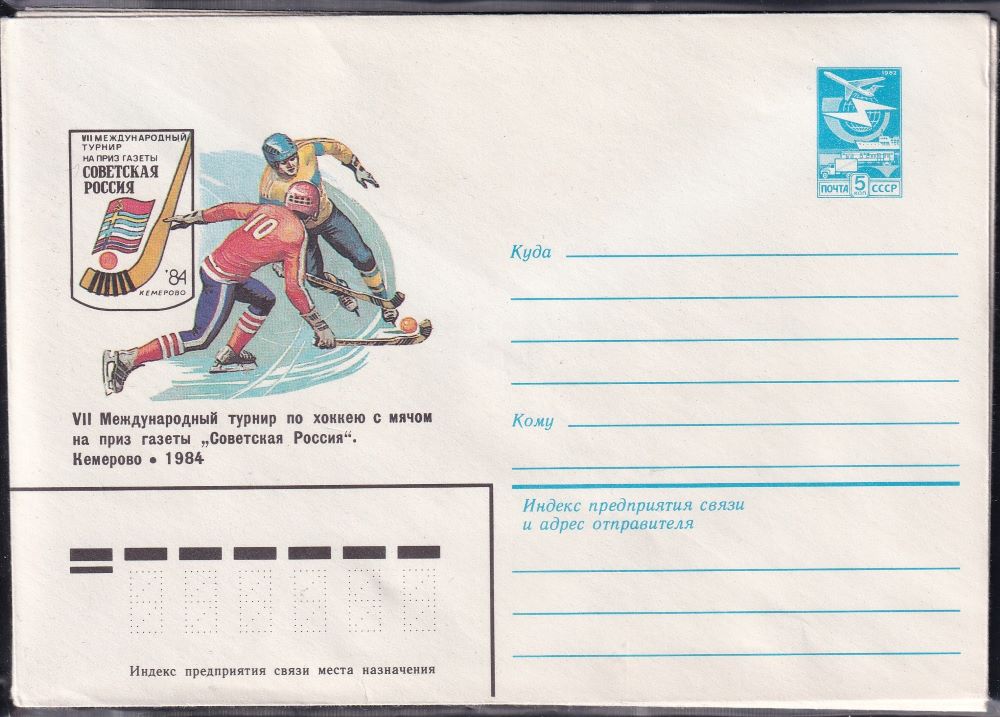 VII МЕЖДУНАРОДНЫЙ
ТУРНИР
НА ПРИЗ ГАЗЕТЫ
СОВЕТСКАЯ
РОССИЯ
'84
КЕМЕРОВО
10
VII Международный турнир по хоккею с мячом
на приз газеты „Советская Россия“.
Кемерово • 1984
1982
ПОЧТА 5 КОП СССР
Куда
Кому
Индекс предприятия связи
и адрес отправителя
Индекс предприятия связи места назначения